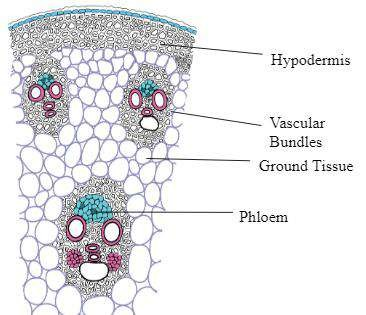 Hypodermis
Vascular
Bundles
Ground Tissue
Phloem